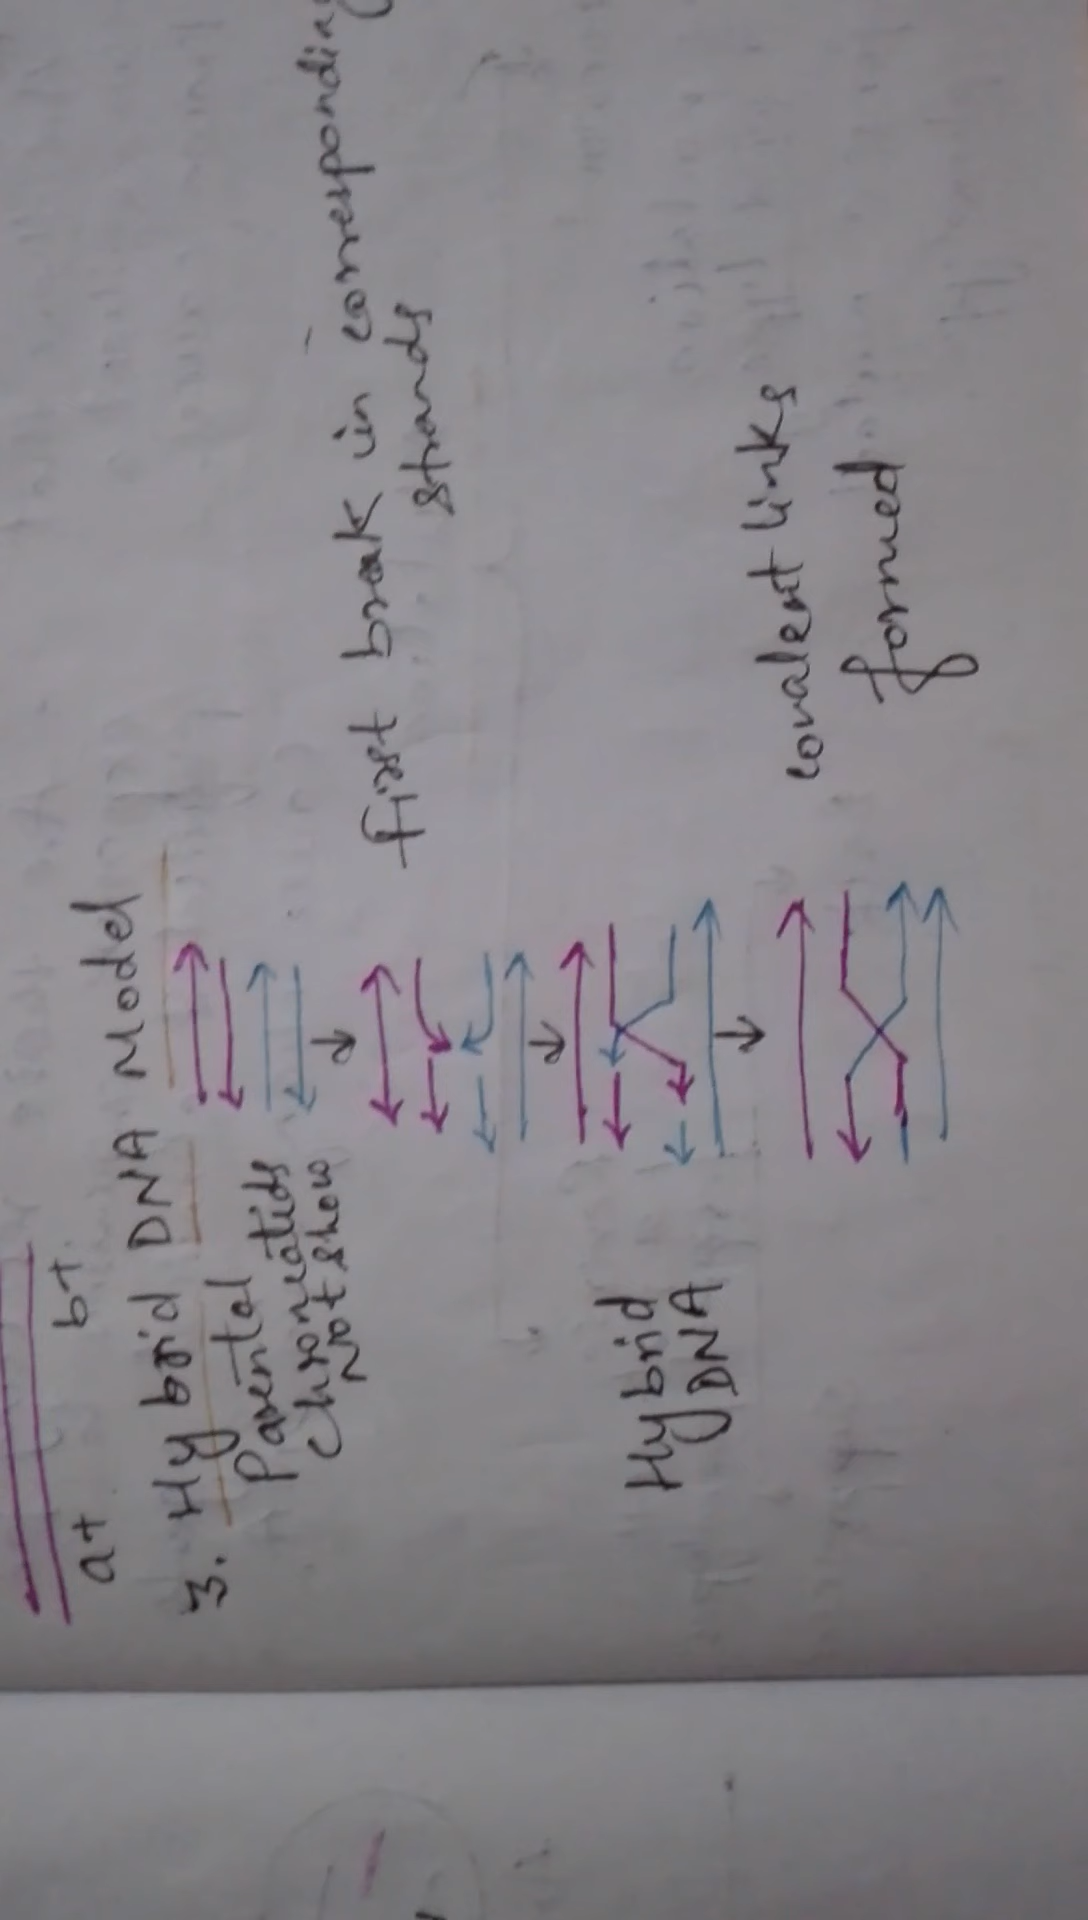 a+ b+
3. Hybrid DNA Model
Parental
Chromatids
Not show
First break in corresponding
strands
Hybrid
DNA
covalent links
formed